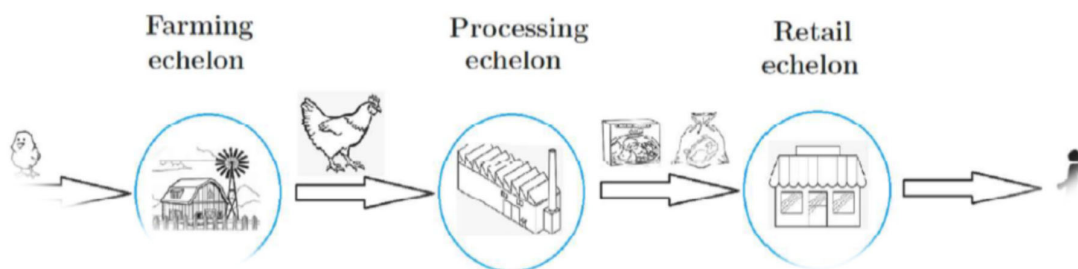 Farming
echelon
Processing
echelon
Retail
echelon